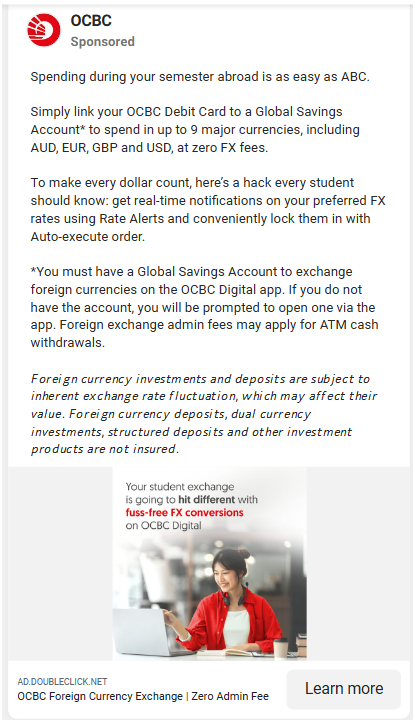 OCBC
Sponsored
Spending during your semester abroad is as easy as ABC.
Simply link your OCBC Debit Card to a Global Savings
Account* to spend in up to 9 major currencies, including
AUD, EUR, GBP and USD, at zero FX fees.
To make every dollar count, here’s a hack every student
should know: get real-time notifications on your preferred FX
rates using Rate Alerts and conveniently lock them in with
Auto-execute order.
*You must have a Global Savings Account to exchange
foreign currencies on the OCBC Digital app. If you do not
have the account, you will be prompted to open one via the
app. Foreign exchange admin fees may apply for ATM cash
withdrawals.
Foreign currency investments and deposits are subject to
inherent exchange rate fluctuation, which may affect their
value. Foreign currency deposits, dual currency
investments, structured deposits and other investment
products are not insured.
Your student exchange
is going to hit different with
fuss-free FX conversions
on OCBC Digital
AD.DOUBLECLICK.NET
OCBC Foreign Currency Exchange | Zero Admin Fee
Learn more